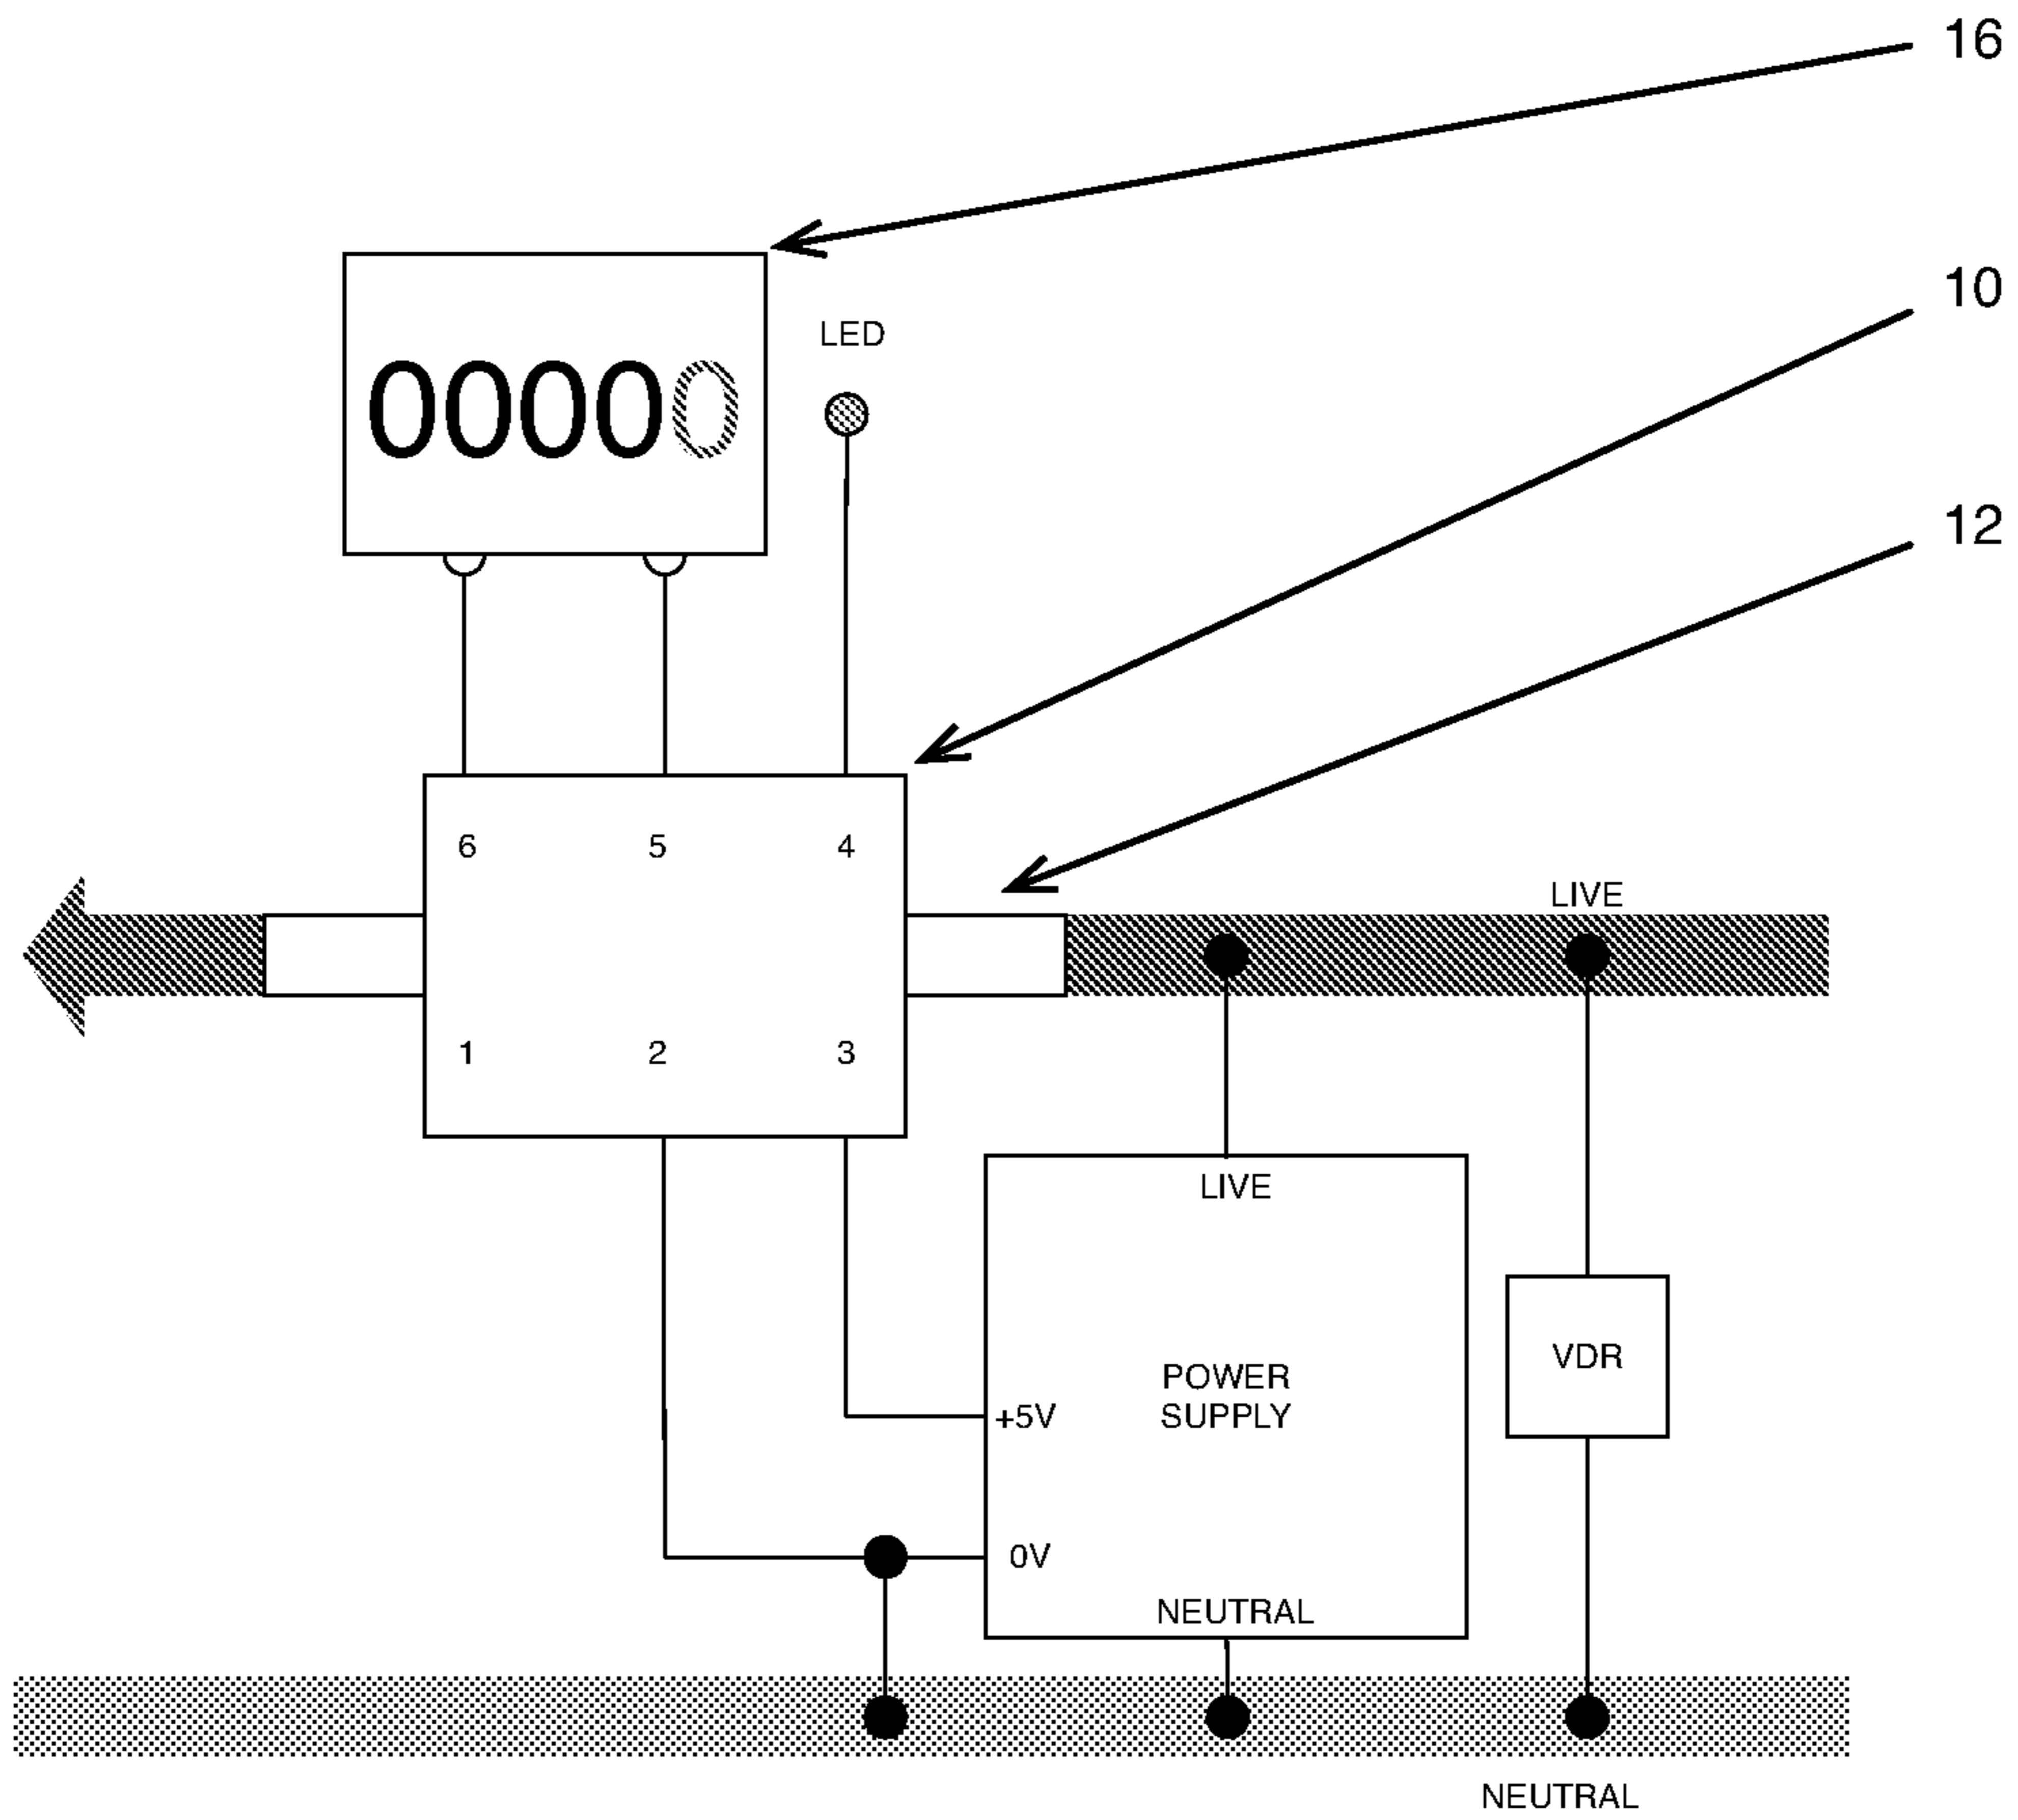 16
10
LED
00000
12
6 5 4
LIVE
1 2 3
LIVE
VDR
POWER
SUPPLY
+5V
0V
NEUTRAL
NEUTRAL